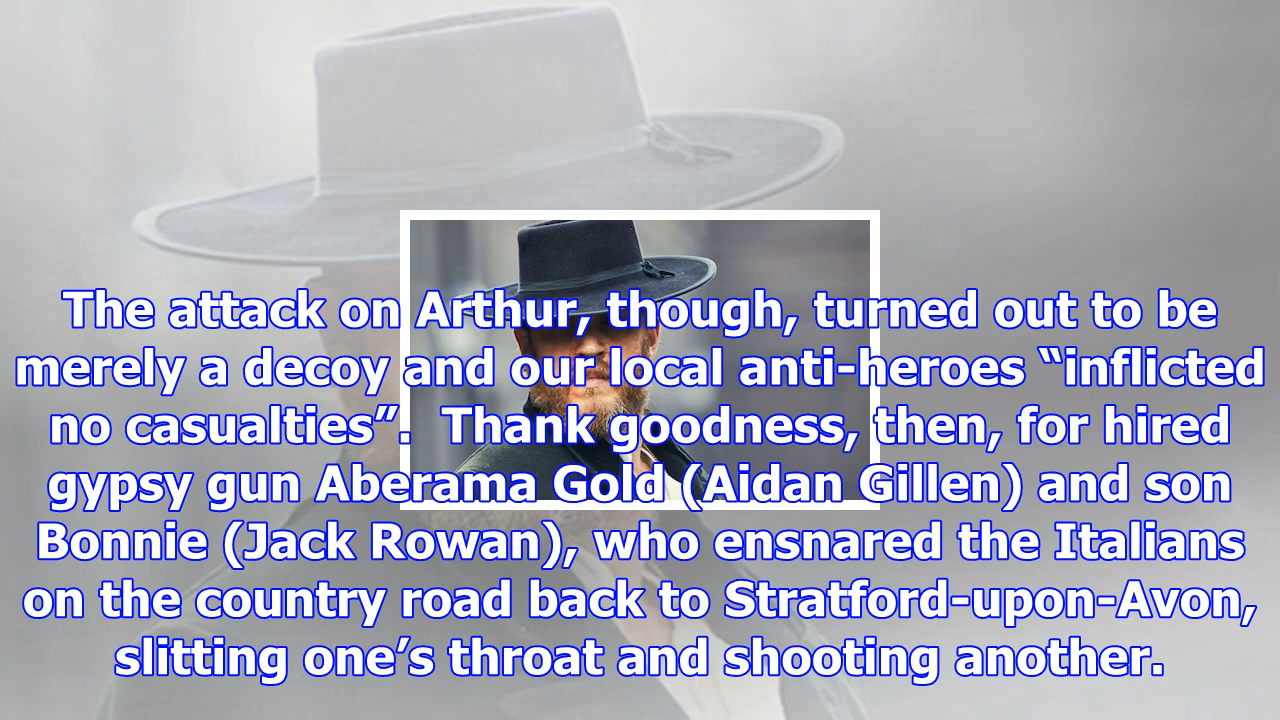 The attack on Arthur, though, turned out to be
merely a decoy and our local anti-heroes “inflicted
no casualties”.  Thank goodness, then, for hired
gypsy gun Aberama Gold (Aidan Gillen) and son
Bonnie (Jack Rowan), who ensnared the Italians
on the country road back to Stratford-upon-Avon,
slitting one’s throat and shooting another.